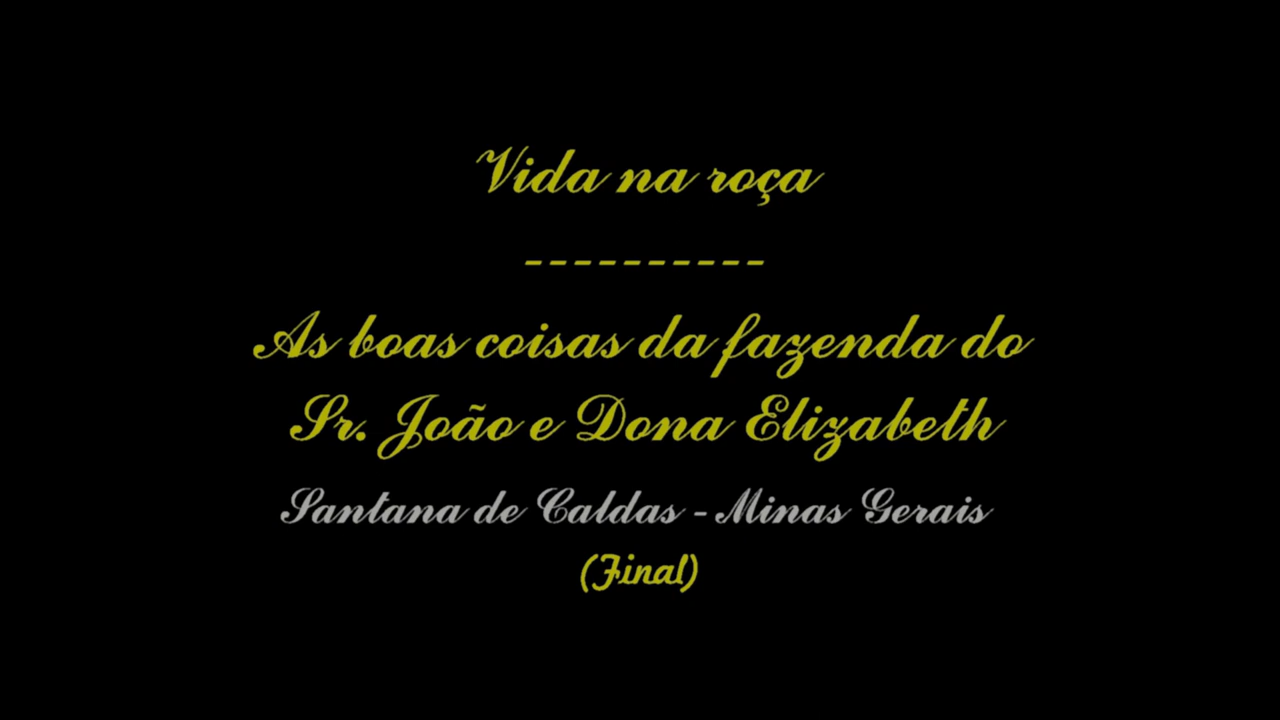 Vida na roça
----------
As boas coisas da fazenda do
Sr. João e Dona Elizabeth
Santana de Caldas - Minas Gerais
(Final)